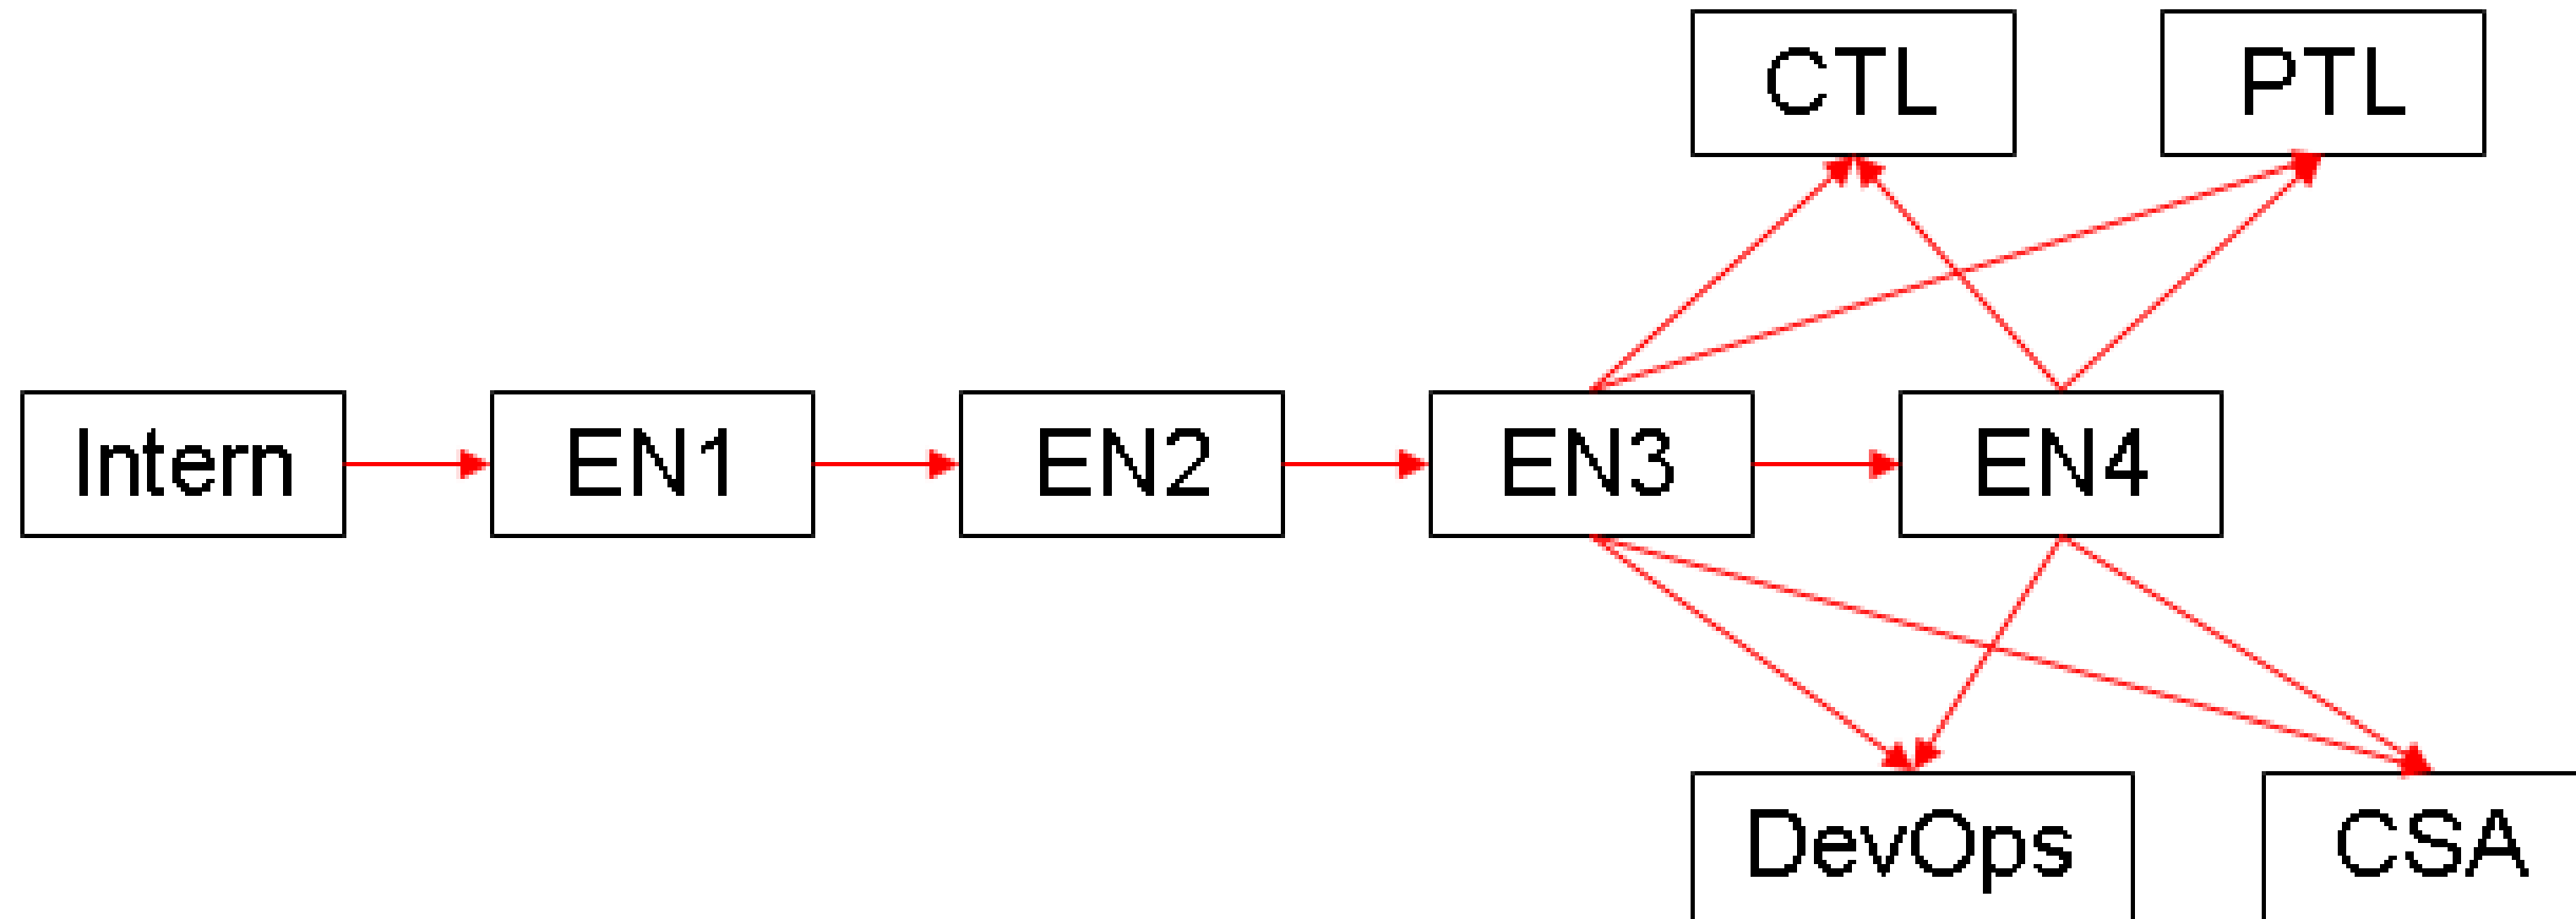 CTL
PTL
Intern
EN1
EN2
EN3
EN4
DevOps
CSA